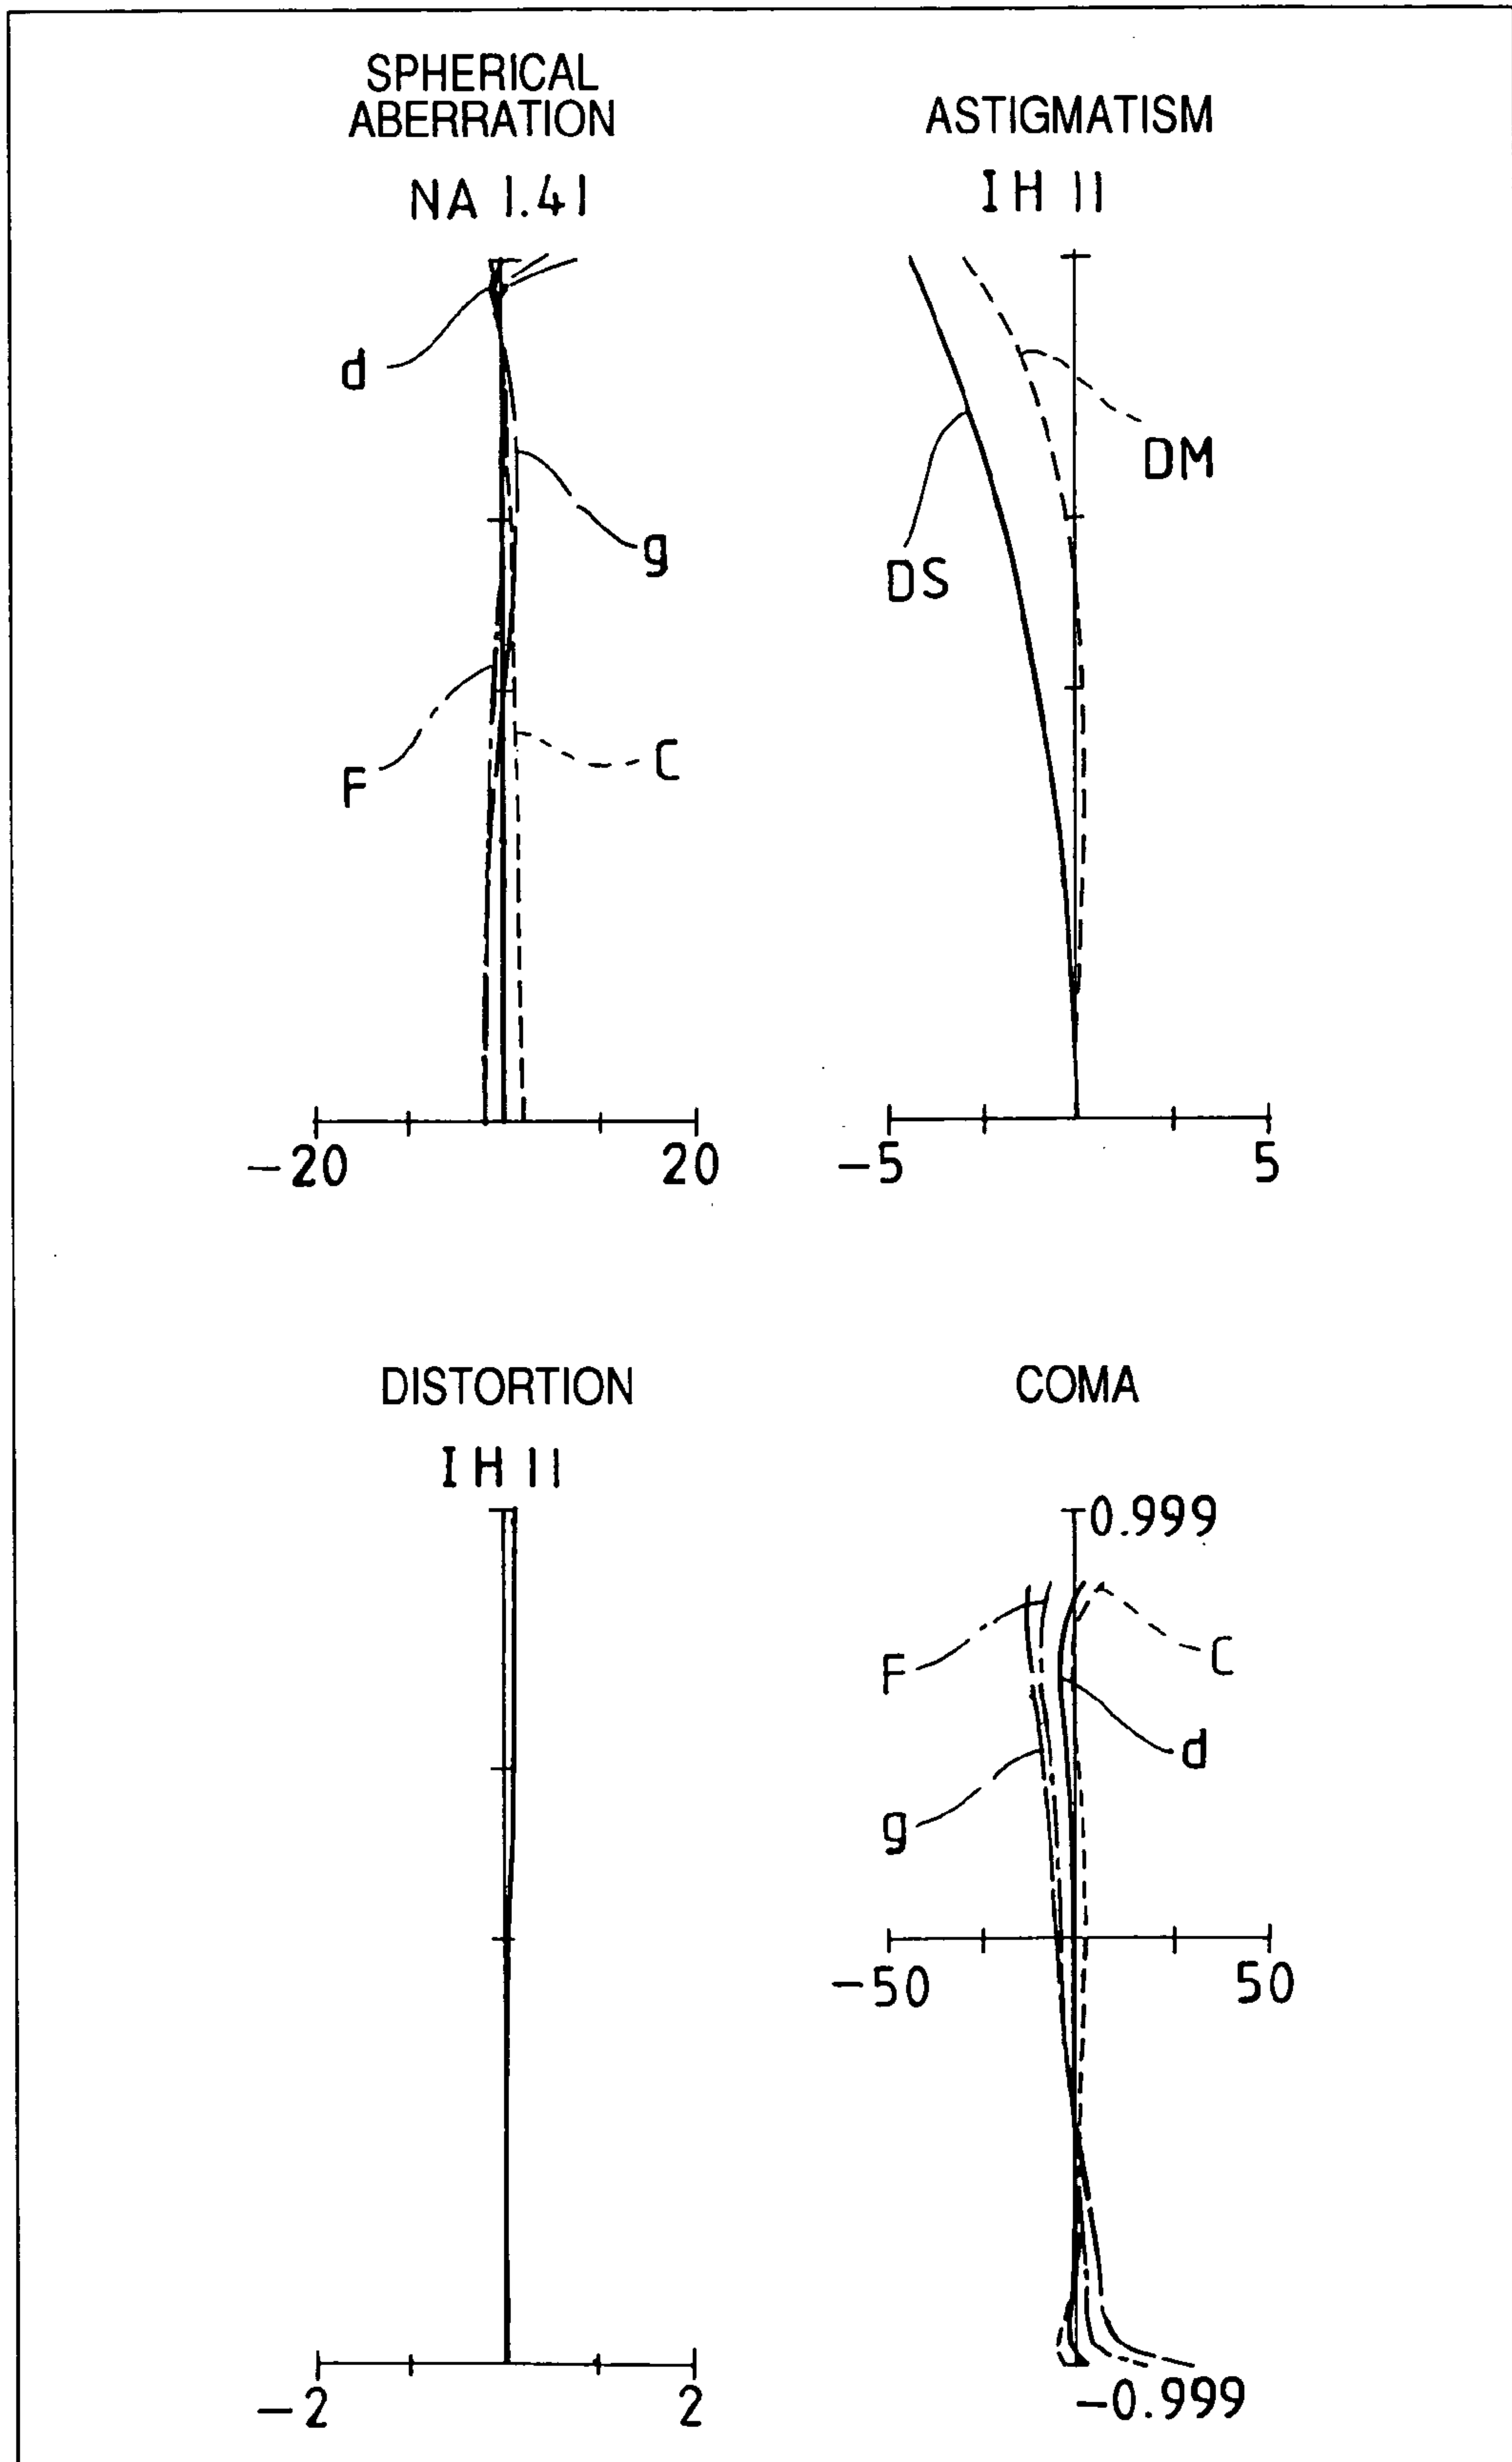 SPHERICAL
ABERRATION
NA 1.41
d
g
F
C
-20
20
ASTIGMATISM
IH 11
DM
DS
-5
5
DISTORTION
IH 11
-2
2
COMA
0.999
F
C
d
g
-50
50
-0.999